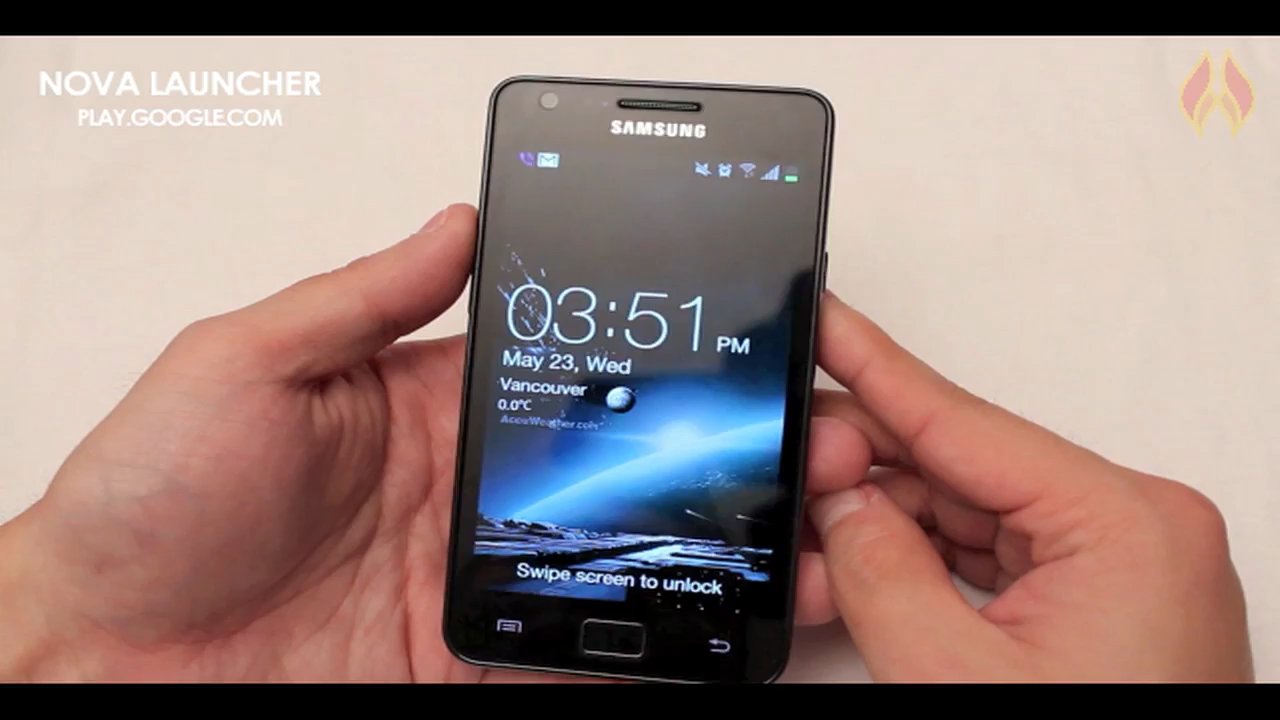 NOVA LAUNCHER
PLAY.GOOGLE.COM
SAMSUNG
03:51 PM
May 23, Wed
Vancouver
0.0°C
AccuWeather.com
Swipe screen to unlock